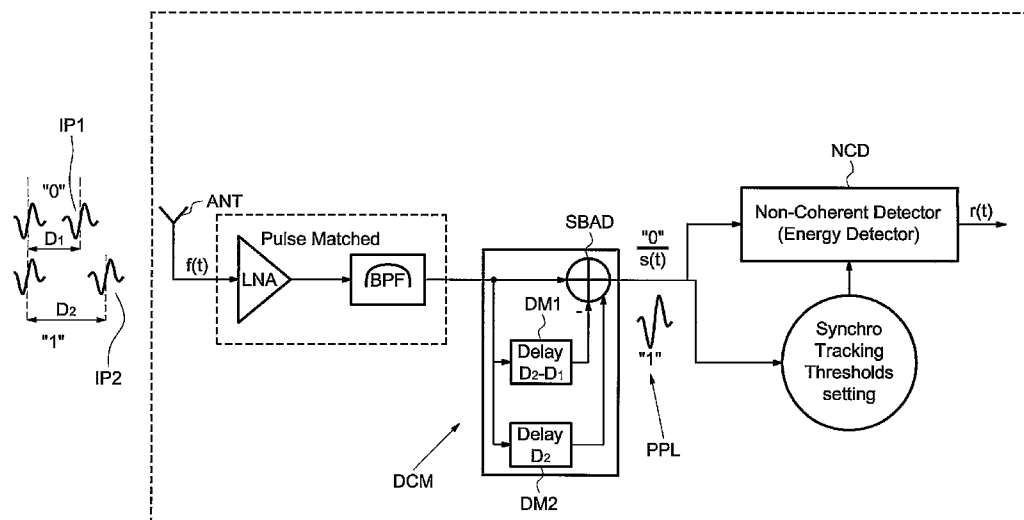 IP1
"0"
D1
D2
"1"
IP2
ANT
f(t)
Pulse Matched
LNA
BPF
DCM
SBAD
-
DM1
Delay
D2-D1
Delay
D2
DM2
"0"
s(t)
"1"
PPL
NCD
Non-Coherent Detector
(Energy Detector)
r(t)
Synchro
Tracking
Thresholds
setting